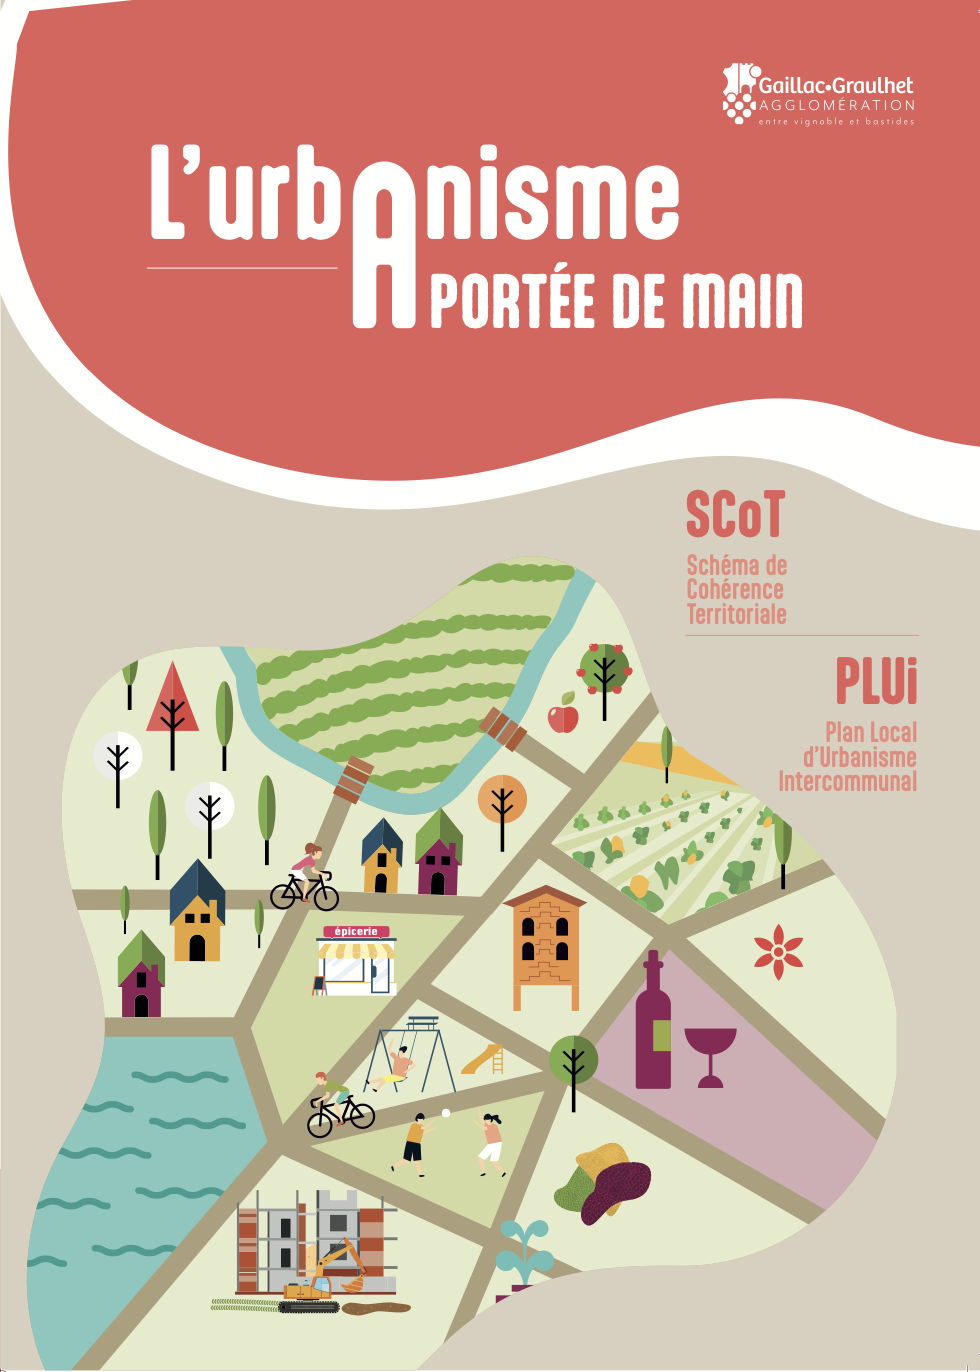 Gaillac•Graulhet
AGGLOMÉRATION
entre vignoble et bastides
L'urbAnisme
A PORTÉE DE MAIN
SCoT
Schéma de
Cohérence
Territoriale
PLUi
Plan Local
d'Urbanisme
Intercommunal
épicerie